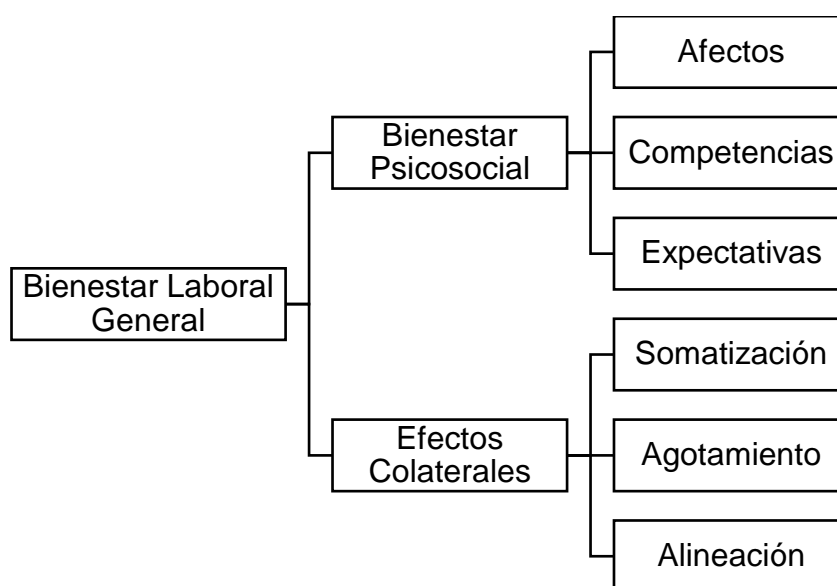 Afectos
Bienestar
Psicosocial
Competencias
Expectativas
Bienestar Laboral
General
Somatización
Efectos
Colaterales
Agotamiento
Alineación